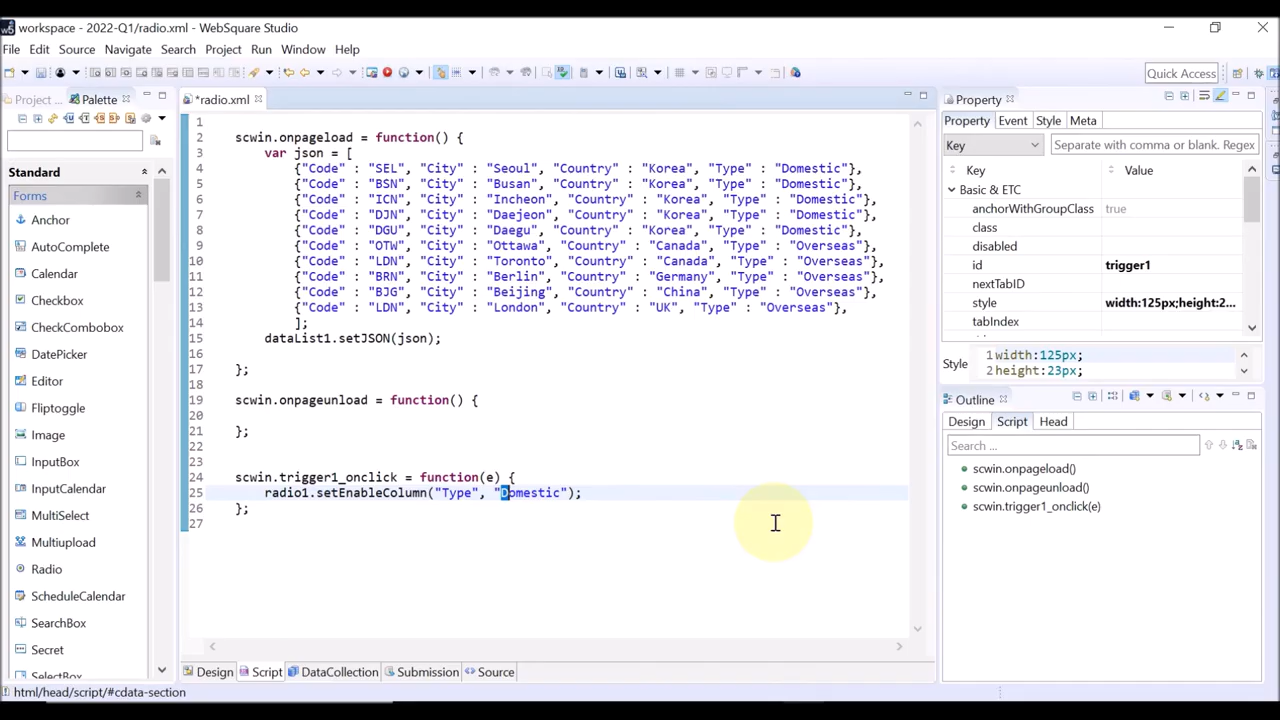 workspace - 2022-Q1/radio.xml - WebSquare Studio
File Edit Source Navigate Search Project Run Window Help
Quick Access
Project ... Palette
*radio.xml
Property
Property Event Style Meta
Key
Separate with comma or blank. Regex
Key Value
Basic & ETC
anchorWithGroupClass true
class
disabled
id trigger1
nextTabID
style width:125px;height:2...
tabIndex
Style 1 width:125px;
2 height:23px;
Standard
Forms
Anchor
AutoComplete
Calendar
Checkbox
CheckCombobox
DatePicker
Editor
Fliptoggle
Image
InputBox
InputCalendar
MultiSelect
Multiupload
Radio
ScheduleCalendar
SearchBox
Secret
SelectBox
1
2 scwin.onpageload = function() {
3 var json = [
4 {"Code" : "SEL", "City" : "Seoul", "Country" : "Korea", "Type" : "Domestic"},
5 {"Code" : "BSN", "City" : "Busan", "Country" : "Korea", "Type" : "Domestic"},
6 {"Code" : "ICN", "City" : "Incheon", "Country" : "Korea", "Type" : "Domestic"},
7 {"Code" : "DJN", "City" : "Daejeon", "Country" : "Korea", "Type" : "Domestic"},
8 {"Code" : "DGU", "City" : "Daegu", "Country" : "Korea", "Type" : "Domestic"},
9 {"Code" : "OTW", "City" : "Ottawa", "Country" : "Canada", "Type" : "Overseas"},
10 {"Code" : "LDN", "City" : "Toronto", "Country" : "Canada", "Type" : "Overseas"},
11 {"Code" : "BRN", "City" : "Berlin", "Country" : "Germany", "Type" : "Overseas"},
12 {"Code" : "BJG", "City" : "Beijing", "Country" : "China", "Type" : "Overseas"},
13 {"Code" : "LDN", "City" : "London", "Country" : "UK", "Type" : "Overseas"},
14 ];
15 dataList1.setJSON(json);
16
17 };
18
19 scwin.onpageunload = function() {
20
21 };
22
23
24 scwin.trigger1_onclick = function(e) {
25 radio1.setEnableColumn("Type", "Domestic");
26 };
27
Outline
Design Script Head
Search ...
scwin.onpageload()
scwin.onpageunload()
scwin.trigger1_onclick(e)
Design Script DataCollection Submission Source
html/head/script/#cdata-section